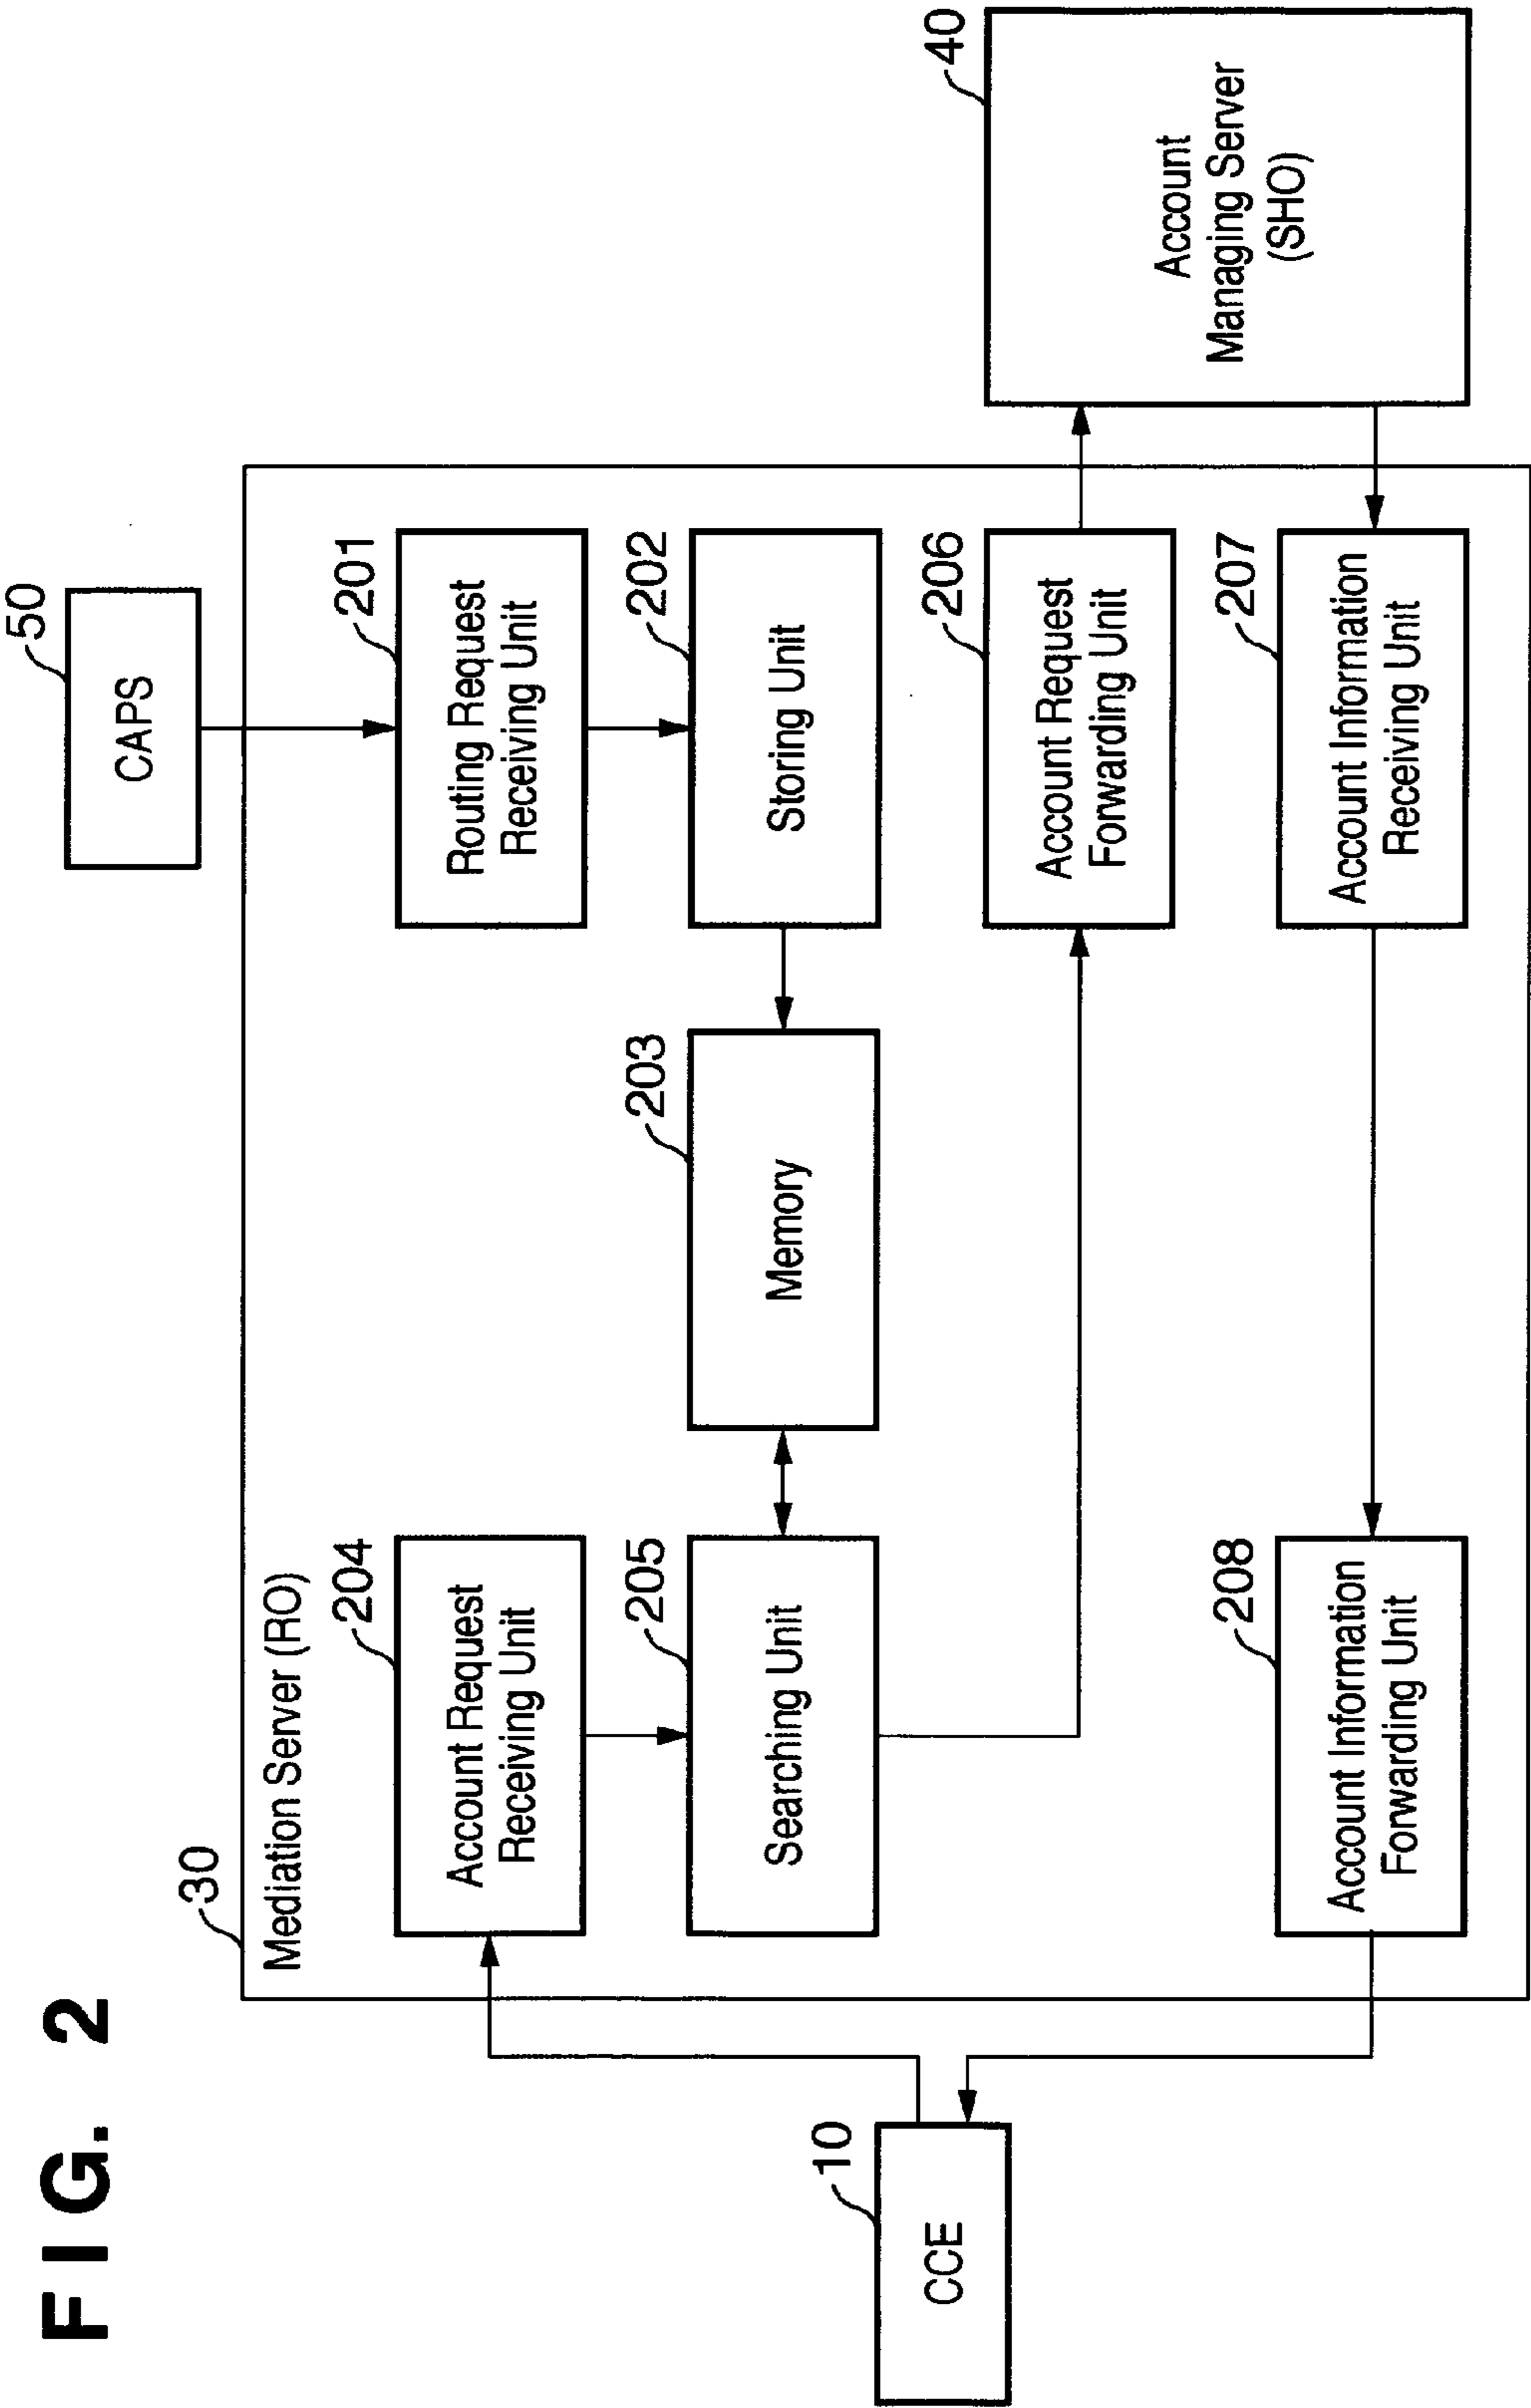 FIG. 2
50
CAPS
30
Mediation Server (RO)
204
Account Request
Receiving Unit
201
Routing Request
Receiving Unit
205
Searching Unit
203
Memory
202
Storing Unit
10
CCE
206
Account Request
Forwarding Unit
40
Account
Managing Server
(SHO)
208
Account Information
Forwarding Unit
207
Account Information
Receiving Unit